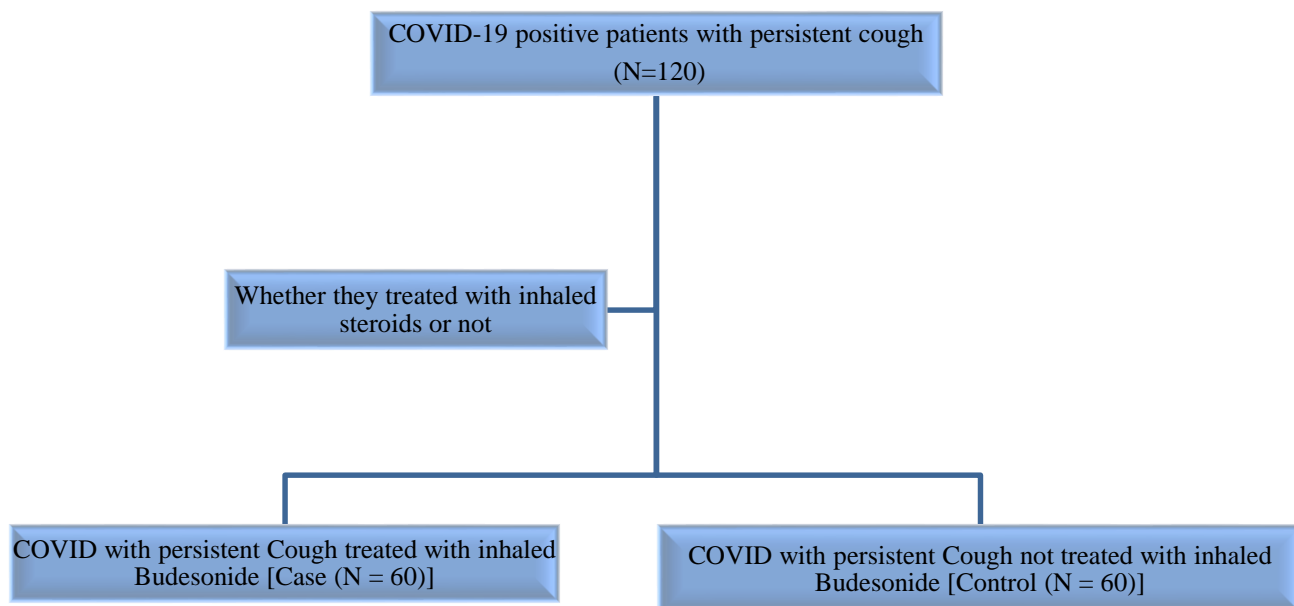 COVID-19 positive patients with persistent cough
(N=120)
Whether they treated with inhaled
steroids or not
COVID with persistent Cough treated with inhaled
Budesonide [Case (N = 60)]
COVID with persistent Cough not treated with inhaled
Budesonide [Control (N = 60)]